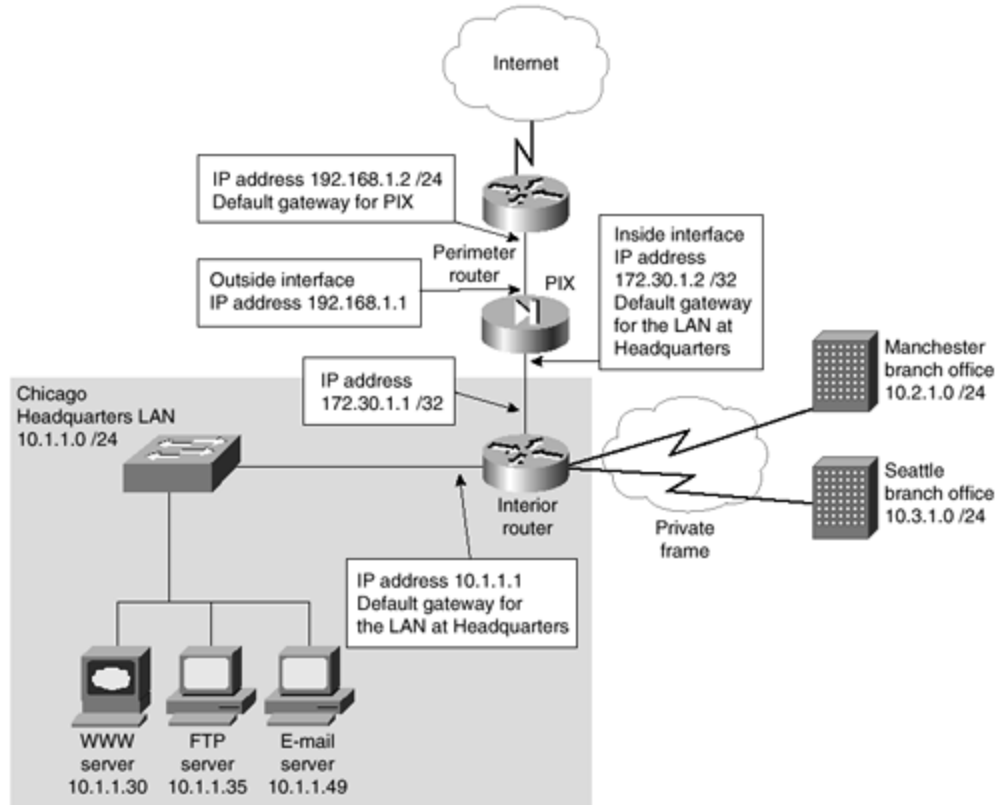 Internet
IP address 192.168.1.2 /24
Default gateway for PIX
Perimeter
router
Outside interface
IP address 192.168.1.1
PIX
Inside interface
IP address
172.30.1.2 /32
Default gateway
for the LAN at
Headquarters
IP address
172.30.1.1 /32
Chicago
Headquarters LAN
10.1.1.0 /24
Interior
router
Private
frame
Manchester
branch office
10.2.1.0 /24
Seattle
branch office
10.3.1.0 /24
IP address 10.1.1.1
Default gateway for
the LAN at Headquarters
WWW
server
10.1.1.30
FTP
server
10.1.1.35
E-mail
server
10.1.1.49